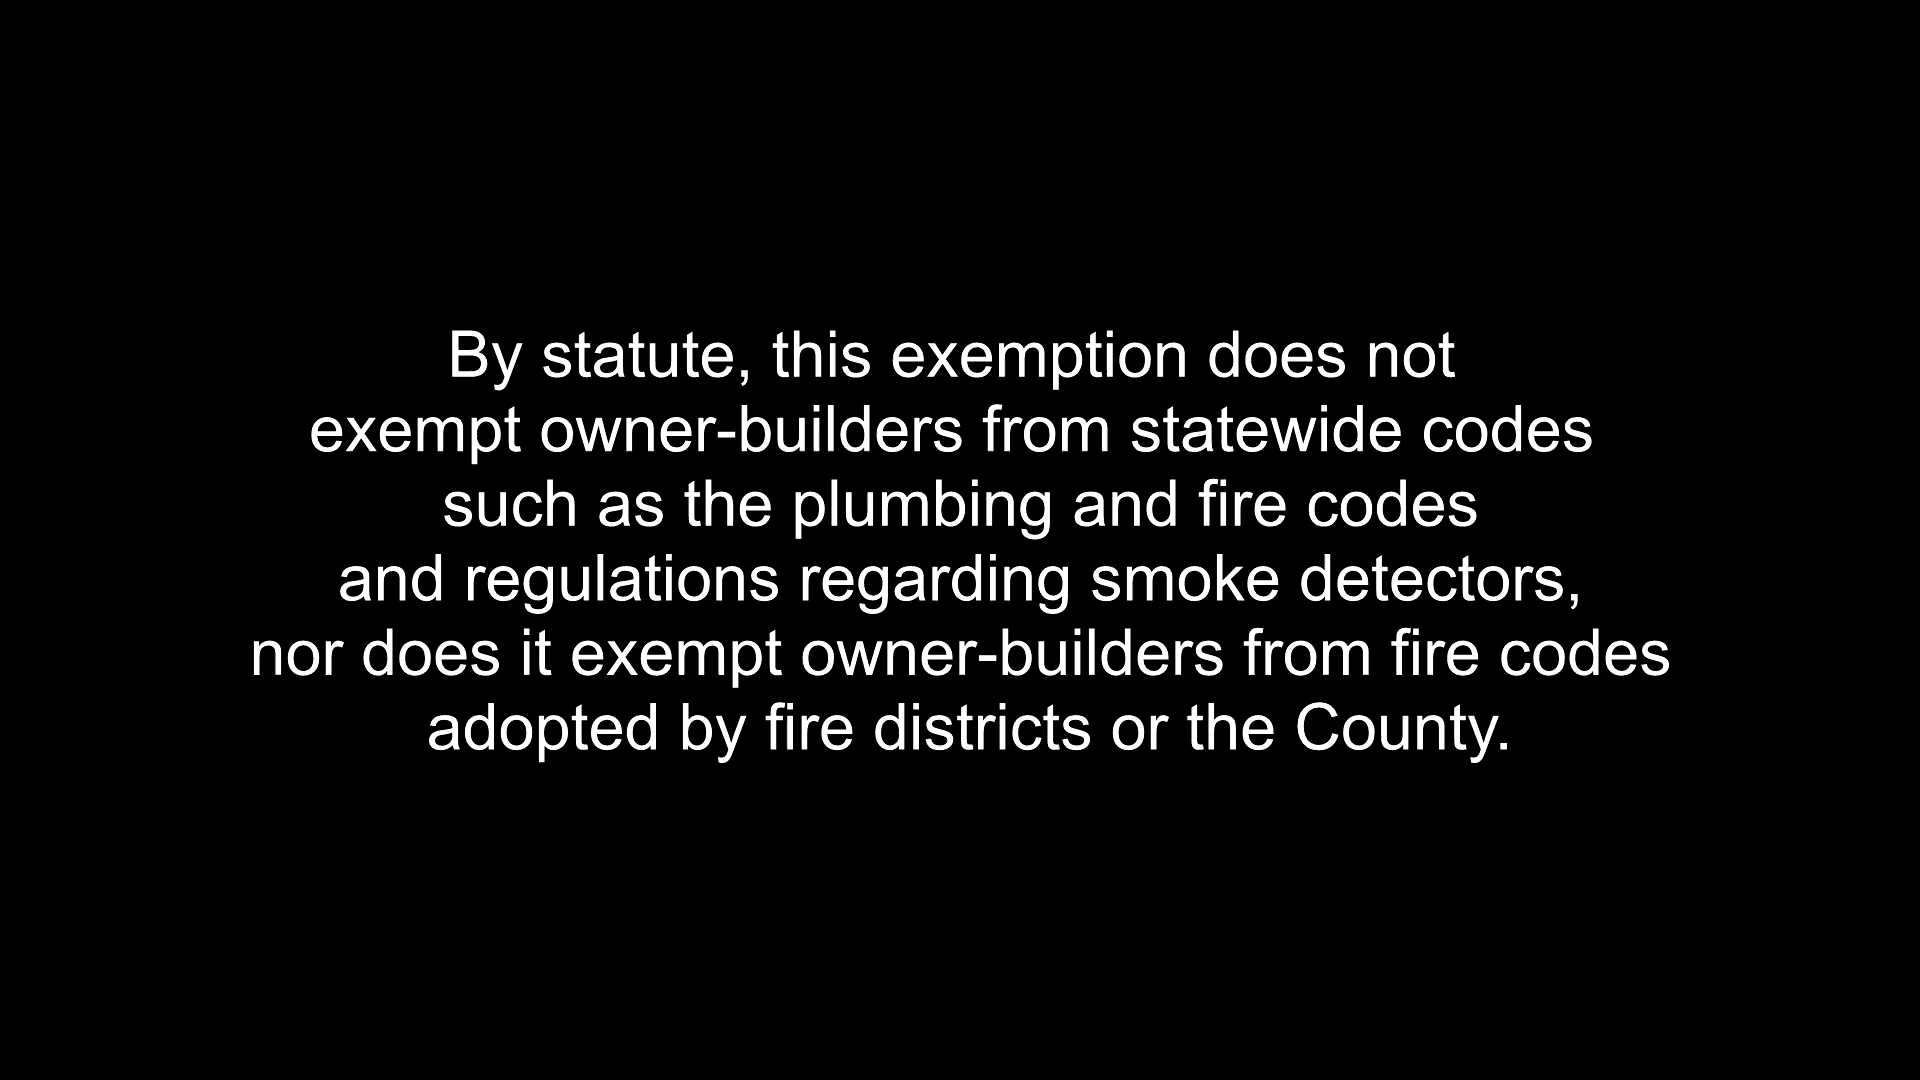 By statute, this exemption does not
exempt owner-builders from statewide codes
such as the plumbing and fire codes
and regulations regarding smoke detectors,
nor does it exempt owner-builders from fire codes
adopted by fire districts or the County.